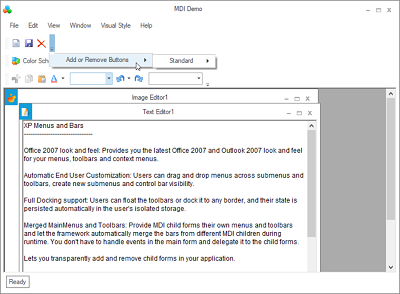 MDI Demo
File Edit View Window Visual Style Help
Add or Remove Buttons
Standard
Color Sch
Image Editor1
Text Editor1
XP Menus and Bars
--------------------------------
Office 2007 look and feel: Provides you the latest Office 2007 and Outlook 2007 look and feel
for your menus, toolbars and context menus.
Automatic End User Customization: Users can drag and drop menus across submenus and
toolbars, create new submenus and control bar visibility.
Full Docking support: Users can float the toolbars or dock it to any border, and their state is
persisted automatically in the user's isolated storage.
Merged MainMenus and Toolbars: Provide MDI child forms their own menus and toolbars
and let the framework automatically merge the bars from different MDI children during
runtime. You don't have to handle events in the main form and delegate it to the child forms.
Lets you transparently add and remove child forms in your application.
Ready